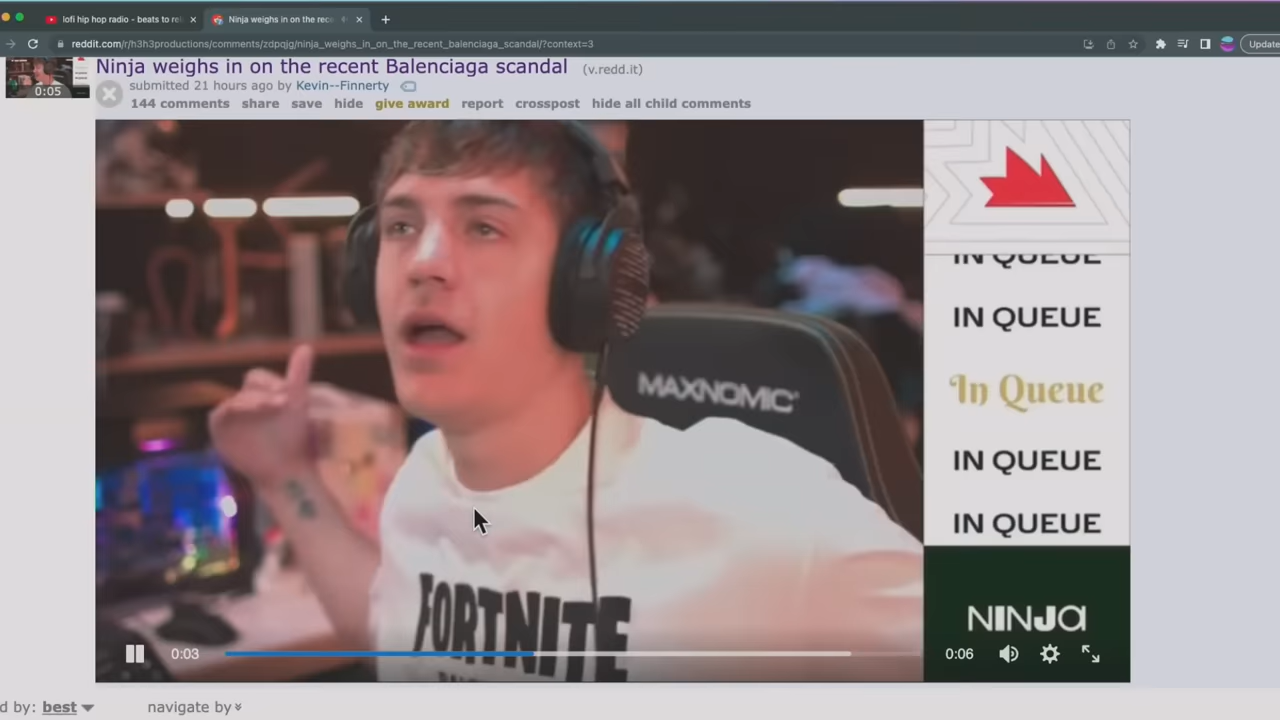 lofi hip hop radio - beats to re
Ninja weighs in on the rece
reddit.com/r/h3h3productions/comments/zdpqjg/ninja_weighs_in_on_the_recent_balenciaga_scandal/?context=3
Update
0:05
Ninja weighs in on the recent Balenciaga scandal (v.redd.it)
submitted 21 hours ago by Kevin--Finnerty
144 comments share save hide give award report crosspost hide all child comments
IN QUEUE
IN QUEUE
In Queue
IN QUEUE
IN QUEUE
MAXNOMIC
FORTNITE
NINJA
0:03
0:06
d by: best
navigate by